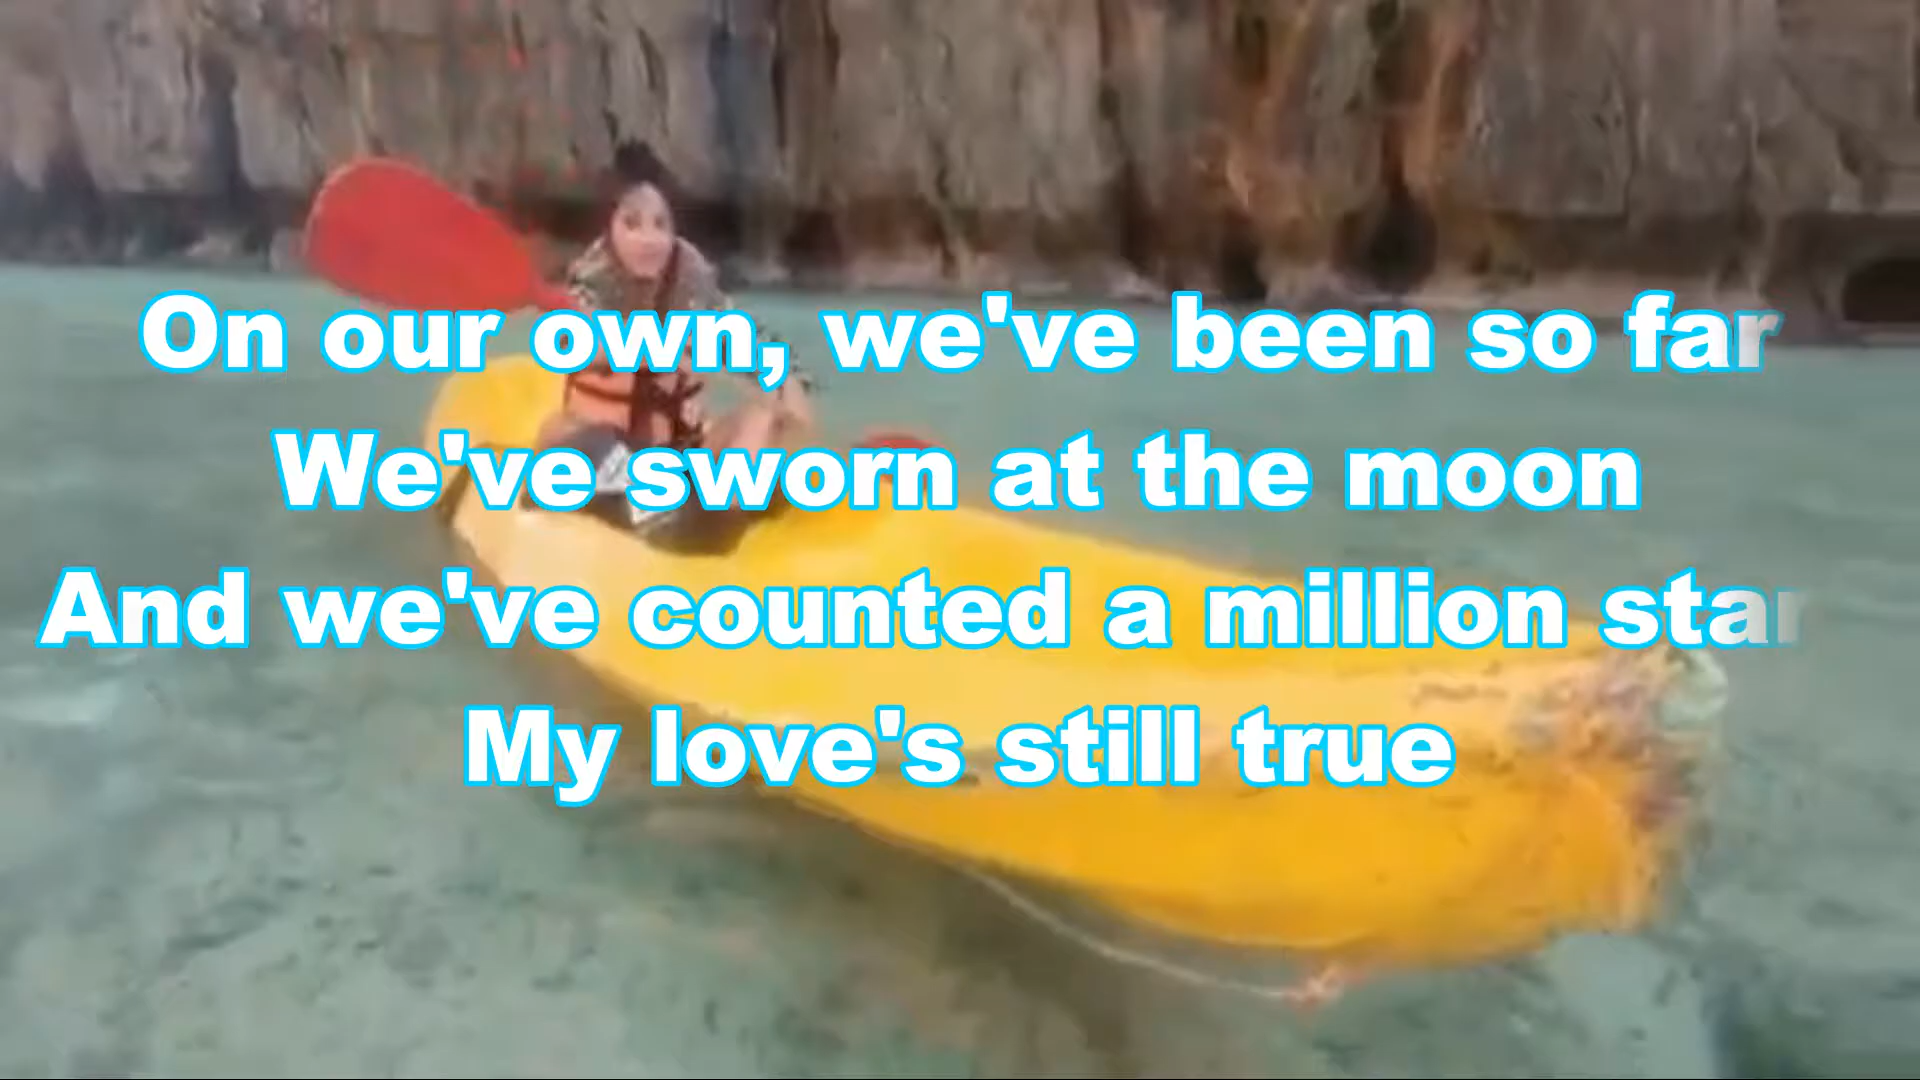 On our own, we've been so far
We've sworn at the moon
And we've counted a million star
My love's still true